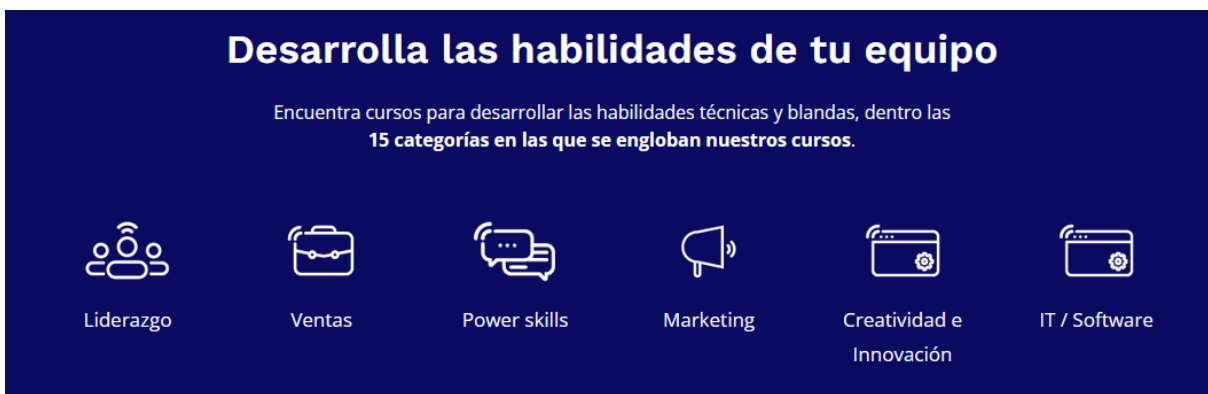 Desarrolla las habilidades de tu equipo
Encuentra cursos para desarrollar las habilidades técnicas y blandas, dentro las
15 categorías en las que se engloban nuestros cursos.
Liderazgo
Ventas
Power skills
Marketing
Creatividad e
Innovación
IT / Software